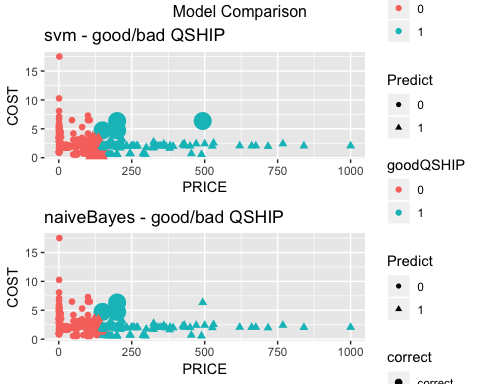 Model Comparison
svm - good/bad QSHIP
15
10
5
0
COST
0 250 500 750 1000
PRICE
naiveBayes - good/bad QSHIP
15
10
5
0
COST
0 250 500 750 1000
PRICE
0
1
Predict
0
1
goodQSHIP
0
1
Predict
0
1
correct
correct